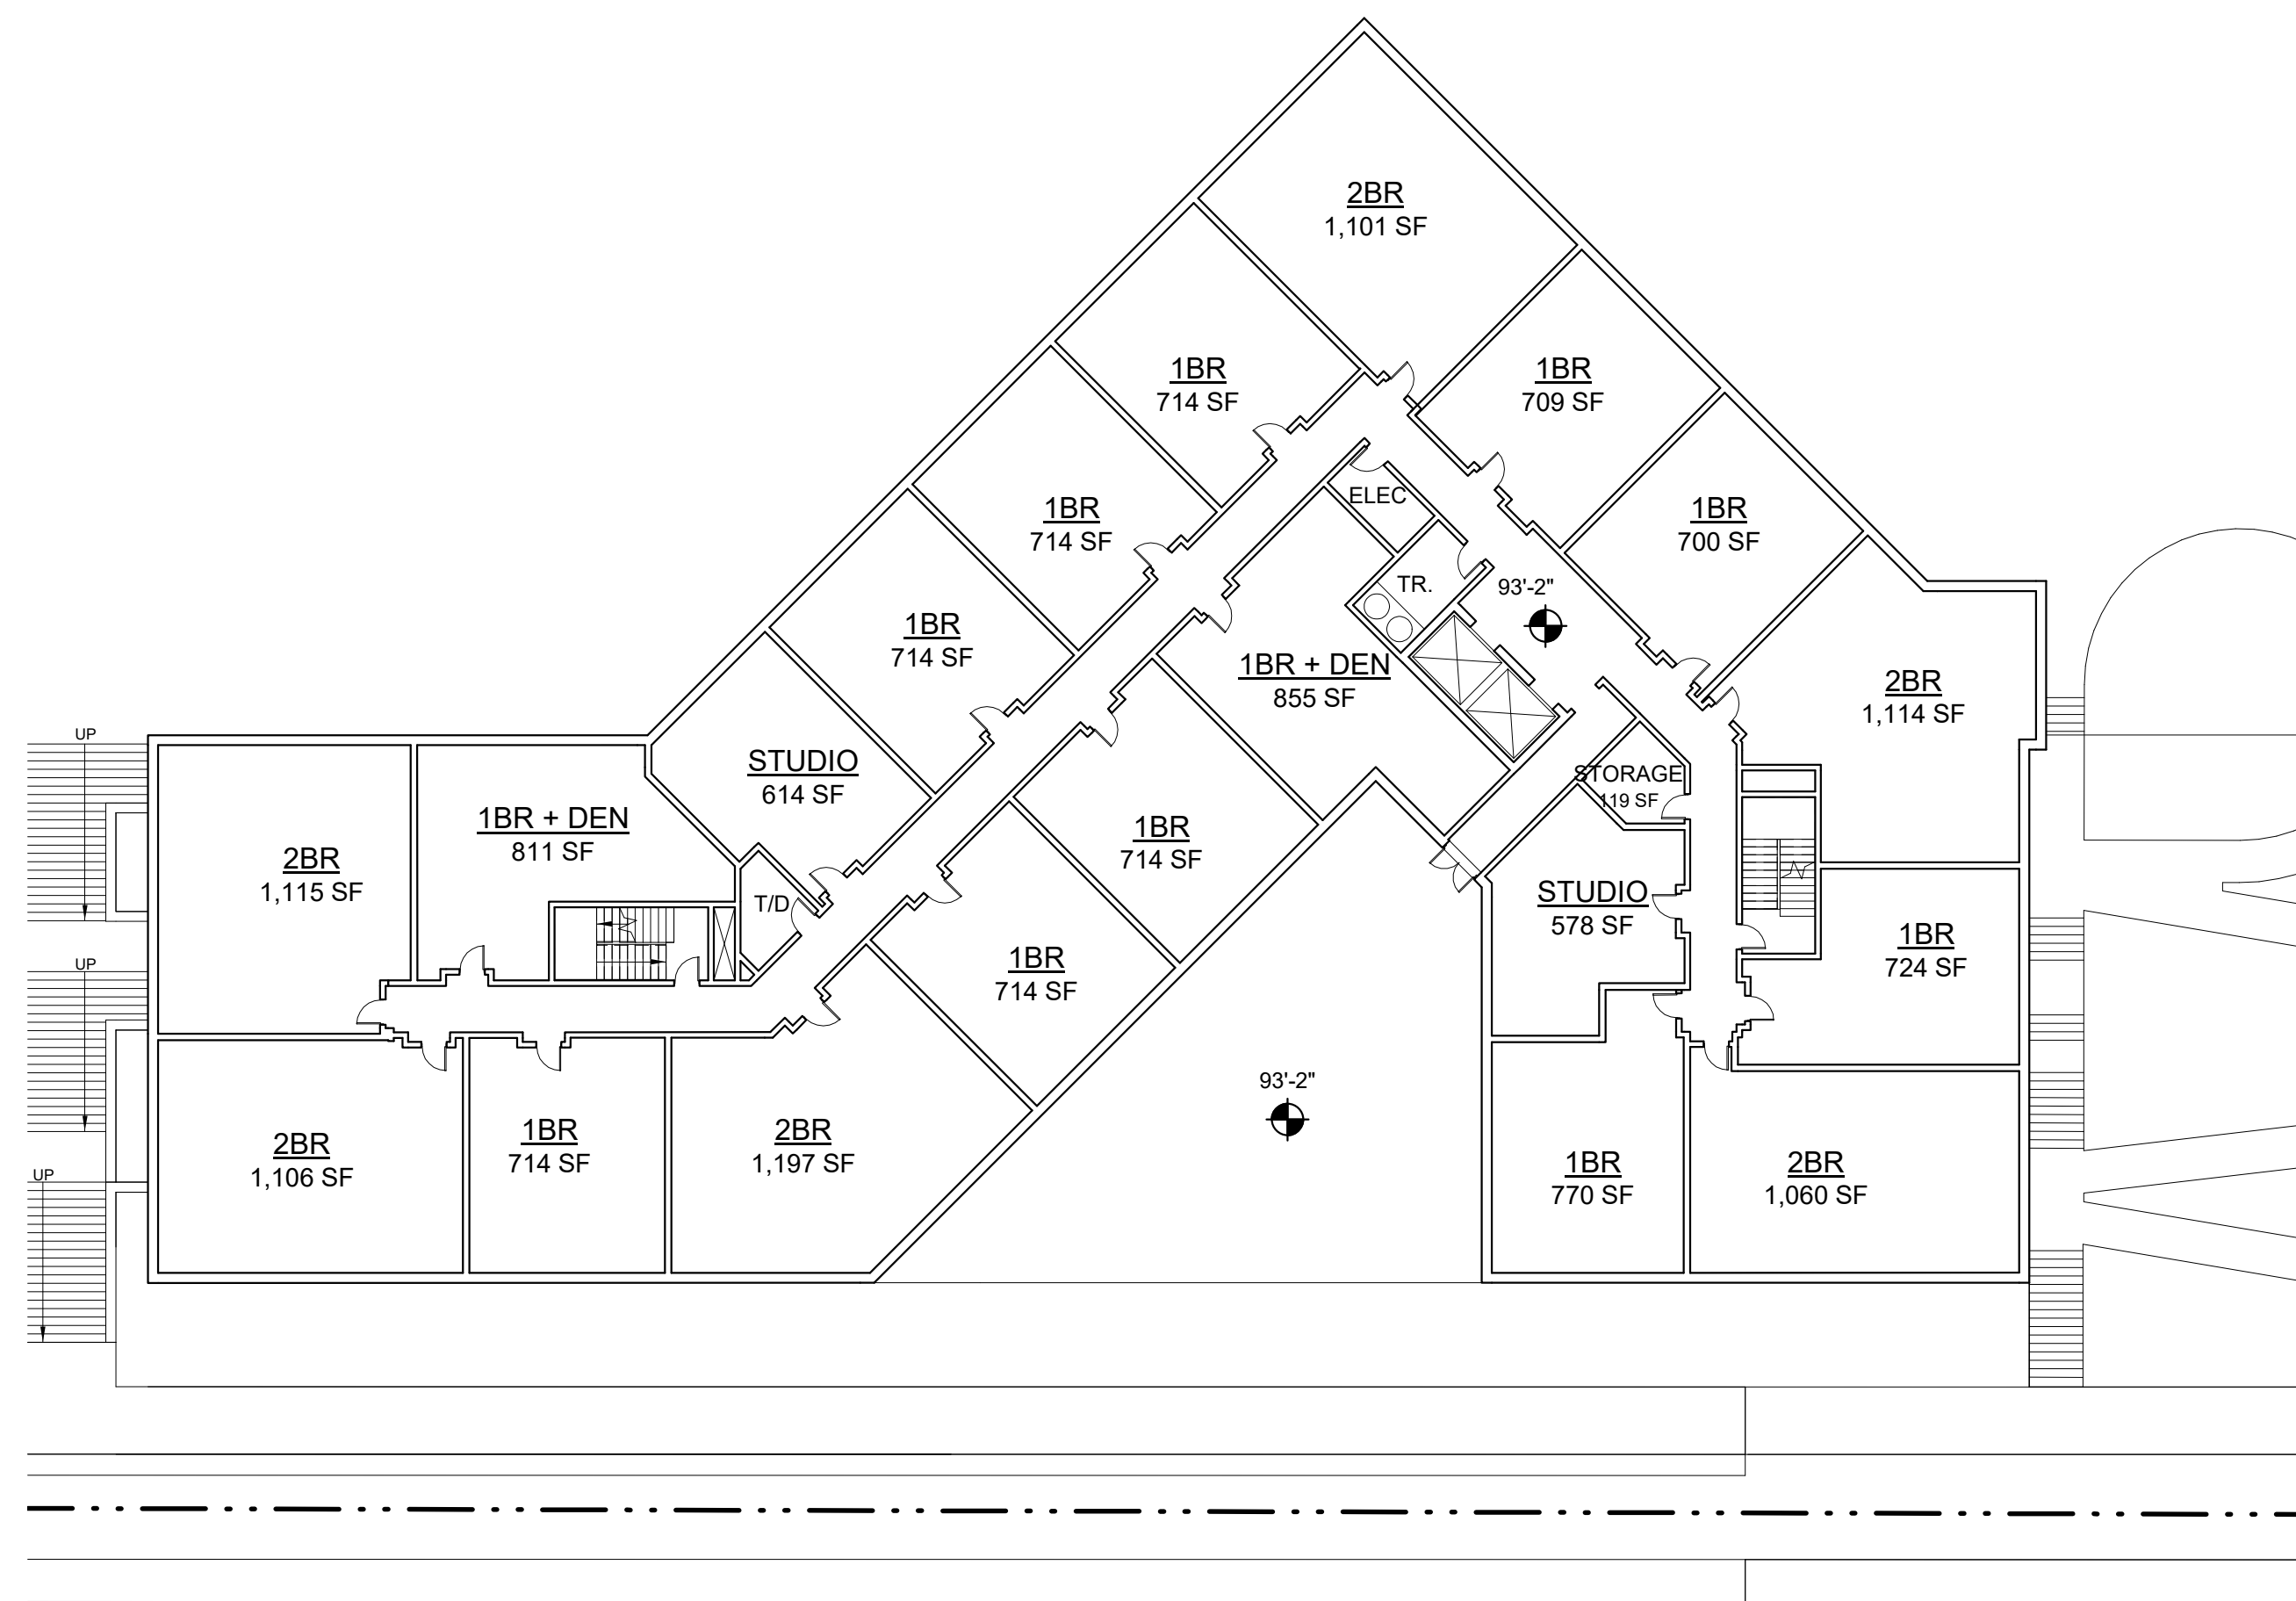 2BR
1,101 SF
1BR
714 SF
1BR
709 SF
ELEC
1BR
714 SF
1BR
700 SF
TR.
93'-2"
1BR
714 SF
1BR + DEN
855 SF
2BR
1,114 SF
UP
STUDIO
614 SF
STORAGE
119 SF
1BR + DEN
811 SF
1BR
714 SF
2BR
1,115 SF
T/D
STUDIO
578 SF
UP
1BR
714 SF
1BR
724 SF
93'-2"
2BR
1,106 SF
1BR
714 SF
2BR
1,197 SF
UP
1BR
770 SF
2BR
1,060 SF